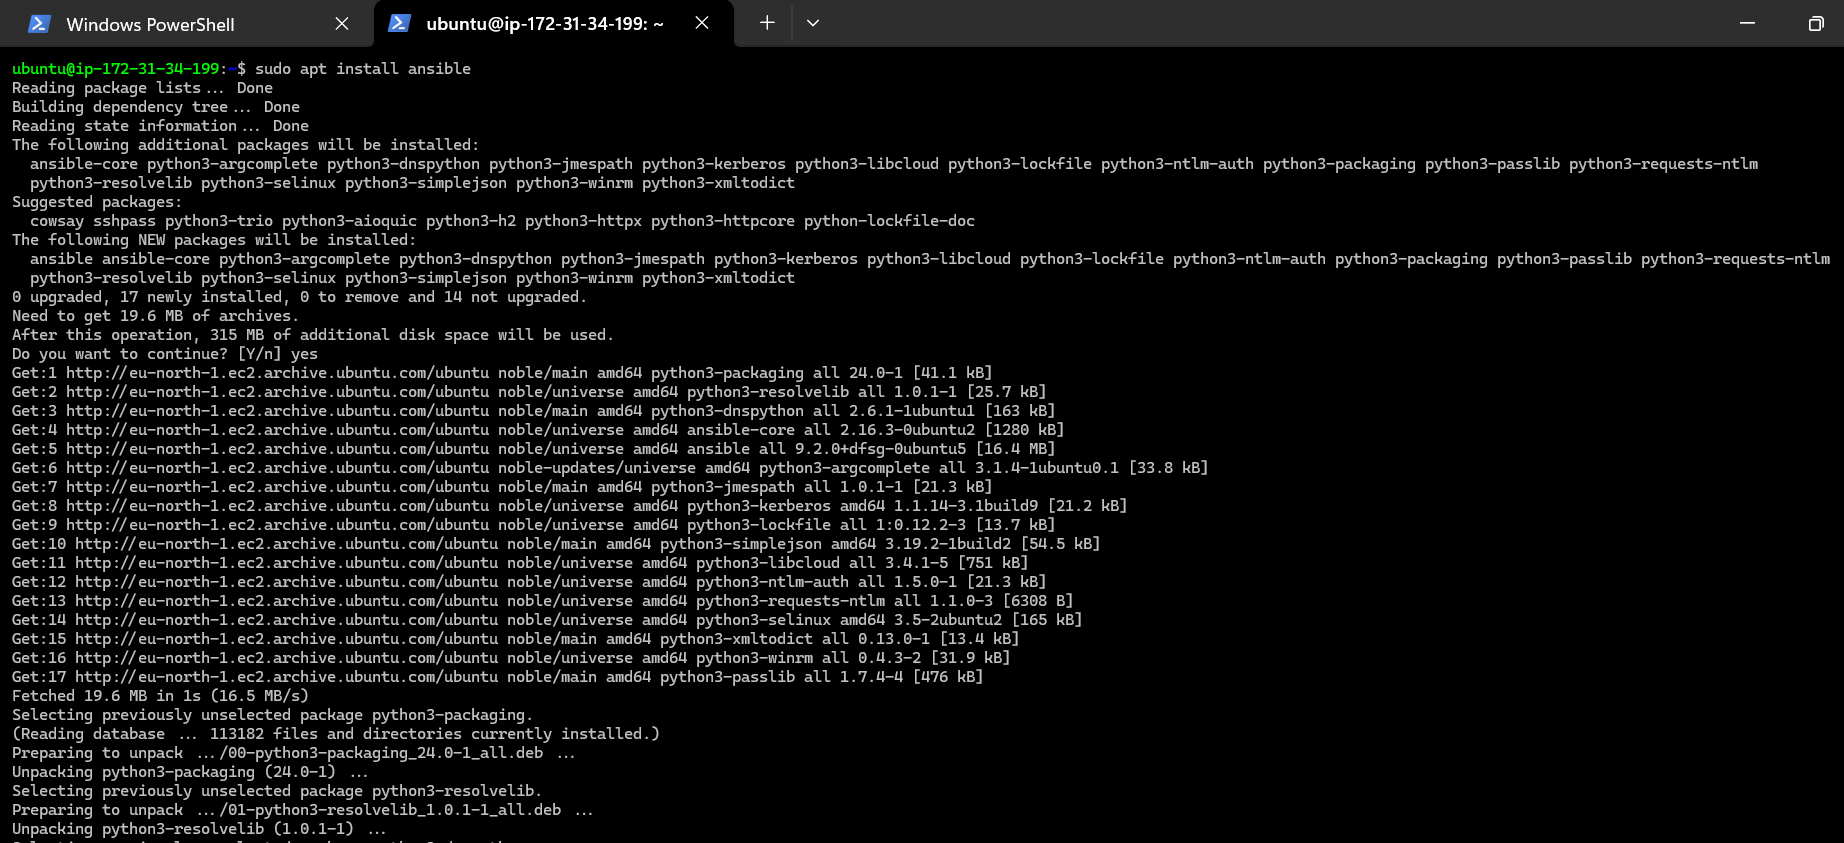 Windows PowerShell
ubuntu@ip-172-31-34-199: ~
ubuntu@ip-172-31-34-199:~$ sudo apt install ansible
Reading package lists... Done
Building dependency tree... Done
Reading state information... Done
The following additional packages will be installed:
  ansible-core python3-argcomplete python3-dnspython python3-jmespath python3-kerberos python3-libcloud python3-lockfile python3-ntlm-auth python3-packaging python3-passlib python3-requests-ntlm
  python3-resolvelib python3-selinux python3-simplejson python3-winrm python3-xmltodict
Suggested packages:
  cowsay sshpass python3-trio python3-aioquic python3-h2 python3-httpx python3-httpcore python-lockfile-doc
The following NEW packages will be installed:
  ansible ansible-core python3-argcomplete python3-dnspython python3-jmespath python3-kerberos python3-libcloud python3-lockfile python3-ntlm-auth python3-packaging python3-passlib python3-requests-ntlm
  python3-resolvelib python3-selinux python3-simplejson python3-winrm python3-xmltodict
0 upgraded, 17 newly installed, 0 to remove and 14 not upgraded.
Need to get 19.6 MB of archives.
After this operation, 315 MB of additional disk space will be used.
Do you want to continue? [Y/n] yes
Get:1 http://eu-north-1.ec2.archive.ubuntu.com/ubuntu noble/main amd64 python3-packaging all 24.0-1 [41.1 kB]
Get:2 http://eu-north-1.ec2.archive.ubuntu.com/ubuntu noble/universe amd64 python3-resolvelib all 1.0.1-1 [25.7 kB]
Get:3 http://eu-north-1.ec2.archive.ubuntu.com/ubuntu noble/main amd64 python3-dnspython all 2.6.1-1ubuntu1 [163 kB]
Get:4 http://eu-north-1.ec2.archive.ubuntu.com/ubuntu noble/universe amd64 ansible-core all 2.16.3-0ubuntu2 [1280 kB]
Get:5 http://eu-north-1.ec2.archive.ubuntu.com/ubuntu noble/universe amd64 ansible all 9.2.0+dfsg-0ubuntu5 [16.4 MB]
Get:6 http://eu-north-1.ec2.archive.ubuntu.com/ubuntu noble-updates/universe amd64 python3-argcomplete all 3.1.4-1ubuntu0.1 [33.8 kB]
Get:7 http://eu-north-1.ec2.archive.ubuntu.com/ubuntu noble/main amd64 python3-jmespath all 1.0.1-1 [21.3 kB]
Get:8 http://eu-north-1.ec2.archive.ubuntu.com/ubuntu noble/universe amd64 python3-kerberos amd64 1.1.14-3.1build9 [21.2 kB]
Get:9 http://eu-north-1.ec2.archive.ubuntu.com/ubuntu noble/universe amd64 python3-lockfile all 1:0.12.2-3 [13.7 kB]
Get:10 http://eu-north-1.ec2.archive.ubuntu.com/ubuntu noble/main amd64 python3-simplejson amd64 3.19.2-1build2 [54.5 kB]
Get:11 http://eu-north-1.ec2.archive.ubuntu.com/ubuntu noble/universe amd64 python3-libcloud all 3.4.1-5 [751 kB]
Get:12 http://eu-north-1.ec2.archive.ubuntu.com/ubuntu noble/universe amd64 python3-ntlm-auth all 1.5.0-1 [21.3 kB]
Get:13 http://eu-north-1.ec2.archive.ubuntu.com/ubuntu noble/universe amd64 python3-requests-ntlm all 1.1.0-3 [6308 B]
Get:14 http://eu-north-1.ec2.archive.ubuntu.com/ubuntu noble/universe amd64 python3-selinux amd64 3.5-2ubuntu2 [165 kB]
Get:15 http://eu-north-1.ec2.archive.ubuntu.com/ubuntu noble/main amd64 python3-xmltodict all 0.13.0-1 [13.4 kB]
Get:16 http://eu-north-1.ec2.archive.ubuntu.com/ubuntu noble/universe amd64 python3-winrm all 0.4.3-2 [31.9 kB]
Get:17 http://eu-north-1.ec2.archive.ubuntu.com/ubuntu noble/main amd64 python3-passlib all 1.7.4-4 [476 kB]
Fetched 19.6 MB in 1s (16.5 MB/s)
Selecting previously unselected package python3-packaging.
(Reading database ... 113182 files and directories currently installed.)
Preparing to unpack .../00-python3-packaging_24.0-1_all.deb ...
Unpacking python3-packaging (24.0-1) ...
Selecting previously unselected package python3-resolvelib.
Preparing to unpack .../01-python3-resolvelib_1.0.1-1_all.deb ...
Unpacking python3-resolvelib (1.0.1-1) ...